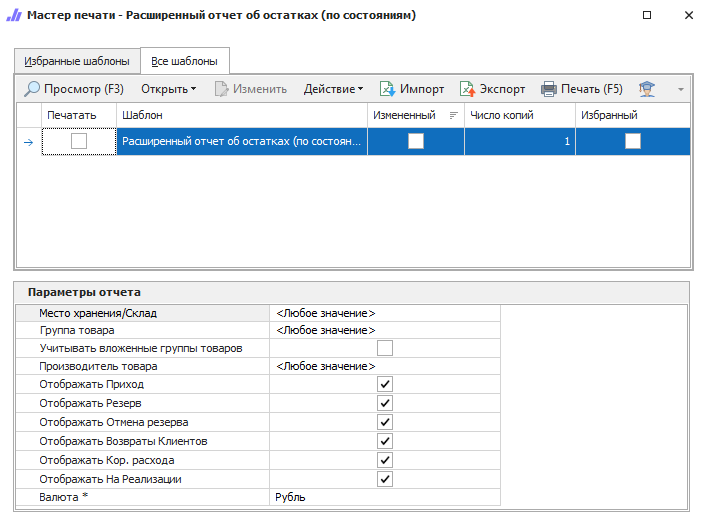 Мастер печати - Расширенный отчет об остатках (по состояниям)
Избранные шаблоны Все шаблоны
Просмотр (F3) Открыть Изменить Действие Импорт Экспорт Печать (F5)
Печатать Шаблон Измененный Число копий Избранный
Расширенный отчет об остатках (по состоян... 1
Параметры отчета
Место хранения/Склад <Любое значение>
Группа товара <Любое значение>
Учитывать вложенные группы товаров
Производитель товара <Любое значение>
Отображать Приход
Отображать Резерв
Отображать Отмена резерва
Отображать Возвраты Клиентов
Отображать Кор. расхода
Отображать На Реализации
Валюта * Рубль